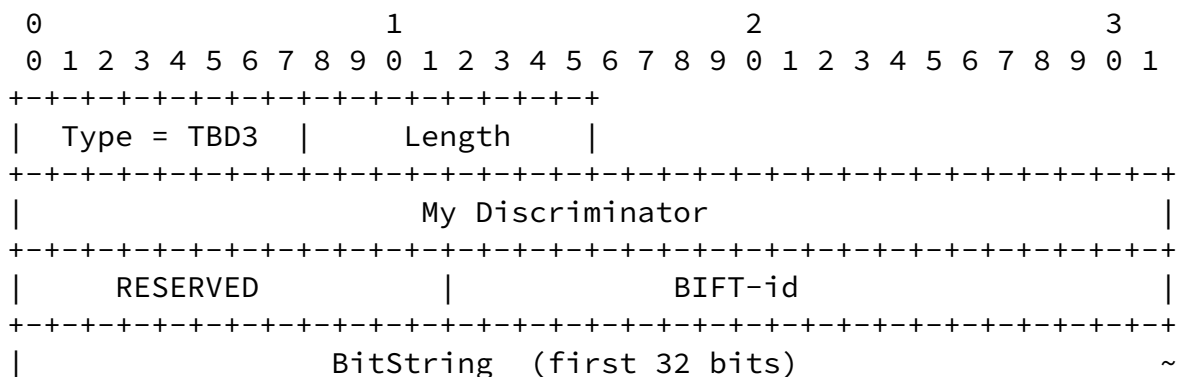 0                   1                   2                   3
 0 1 2 3 4 5 6 7 8 9 0 1 2 3 4 5 6 7 8 9 0 1 2 3 4 5 6 7 8 9 0 1
+-+-+-+-+-+-+-+-+-+-+-+-+-+-+-+-+
|  Type = TBD3  |     Length    |
+-+-+-+-+-+-+-+-+-+-+-+-+-+-+-+-+-+-+-+-+-+-+-+-+-+-+-+-+-+-+-+-+
|                      My Discriminator                         |
+-+-+-+-+-+-+-+-+-+-+-+-+-+-+-+-+-+-+-+-+-+-+-+-+-+-+-+-+-+-+-+-+
|     RESERVED          |            BIFT-id                    |
+-+-+-+-+-+-+-+-+-+-+-+-+-+-+-+-+-+-+-+-+-+-+-+-+-+-+-+-+-+-+-+-+
|                 BitString  (first 32 bits)                    ~